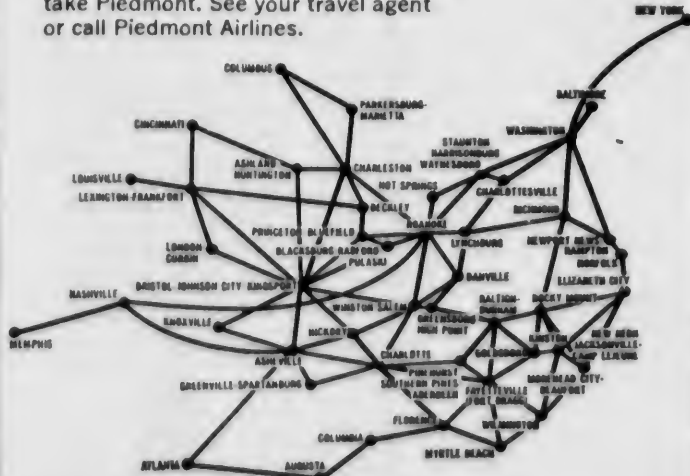 take Piedmont. See your travel agent
or call Piedmont Airlines.
NEW YORK
COLUMBUS
BALTIMORE
PARKERSBURG-
MARIETTA
CINCINNATI
WASHINGTON
STAUNTON
HARRISONBURG
WAYNESBORO
ASHLAND
HUNTINGTON
CHARLESTON
LOUISVILLE
HOT SPRINGS
CHARLOTTESVILLE
LEXINGTON-FRANKFORT
BECKLEY
RICHMOND
ROANOKE
PRINCETON-BLUEFIELD
LYNCHBURG
NEWPORT NEWS
HAMPTON
NORFOLK
LONDON
CORBIN
BLACKSBURG-RADFORD
PULASKI
DANVILLE
ELIZABETH CITY
BRISTOL-JOHNSON CITY-KINGSPORT
NASHVILLE
WINSTON SALEM
RALEIGH-
DURHAM
ROCKY MOUNT
GREENSBORO
HIGH POINT
KNOXVILLE
HICKORY
MEMPHIS
KINSTON
NEW BERN
JACKSONVILLE-
CAMP LEJEUNE
GOLDSBORO
ASHEVILLE
CHARLOTTE
PINEHURST
SOUTHERN PINES
ABERDEEN
MOREHEAD CITY-
BEAUFORT
GREENVILLE-SPARTANBURG
FAYETTEVILLE
(FORT BRAGG)
FLORENCE
WILMINGTON
COLUMBIA
MYRTLE BEACH
ATLANTA
AUGUSTA